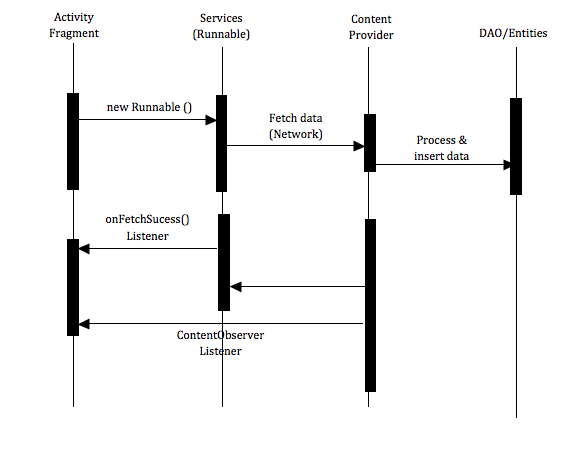 Activity
Fragment
Services
(Runnable)
Content
Provider
DAO/Entities
new Runnable ()
Fetch data
(Network)
Process &
insert data
onFetchSucess()
Listener
ContentObserver
Listener